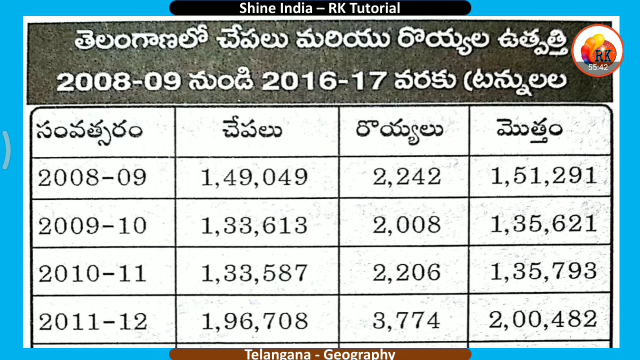 Shine India – RK Tutorial
తెలంగాణలో చేపలు మరియు రొయ్యల ఉత్పత్తి
2008-09 నుండి 2016-17 వరకు (టన్నులల
RK
55:42
సంవత్సరం చేపలు రొయ్యలు మొత్తం
2008-09 1,49,049 2,242 1,51,291
2009-10 1,33,613 2,008 1,35,621
2010-11 1,33,587 2,206 1,35,793
2011-12 1,96,708 3,774 2,00,482
Telangana - Geography